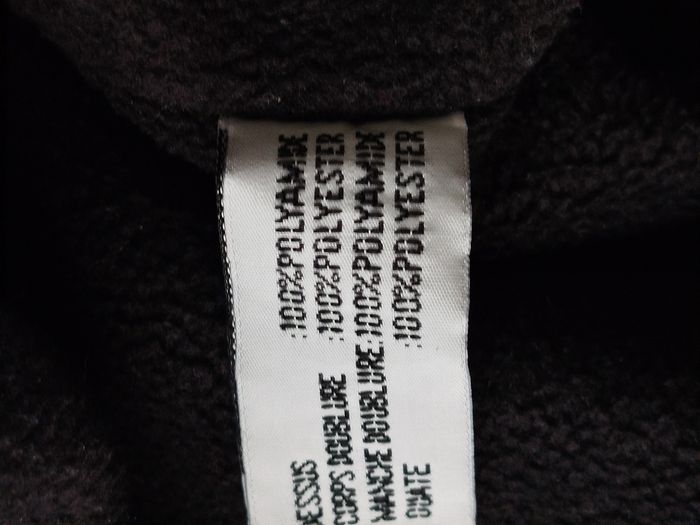 DESSUS :100%POLYAMIDE
CORPS DOUBLURE :100%POLYESTER
MANCHE DOUBLURE:100%POLYAMIDE
OUATE :100%POLYESTER